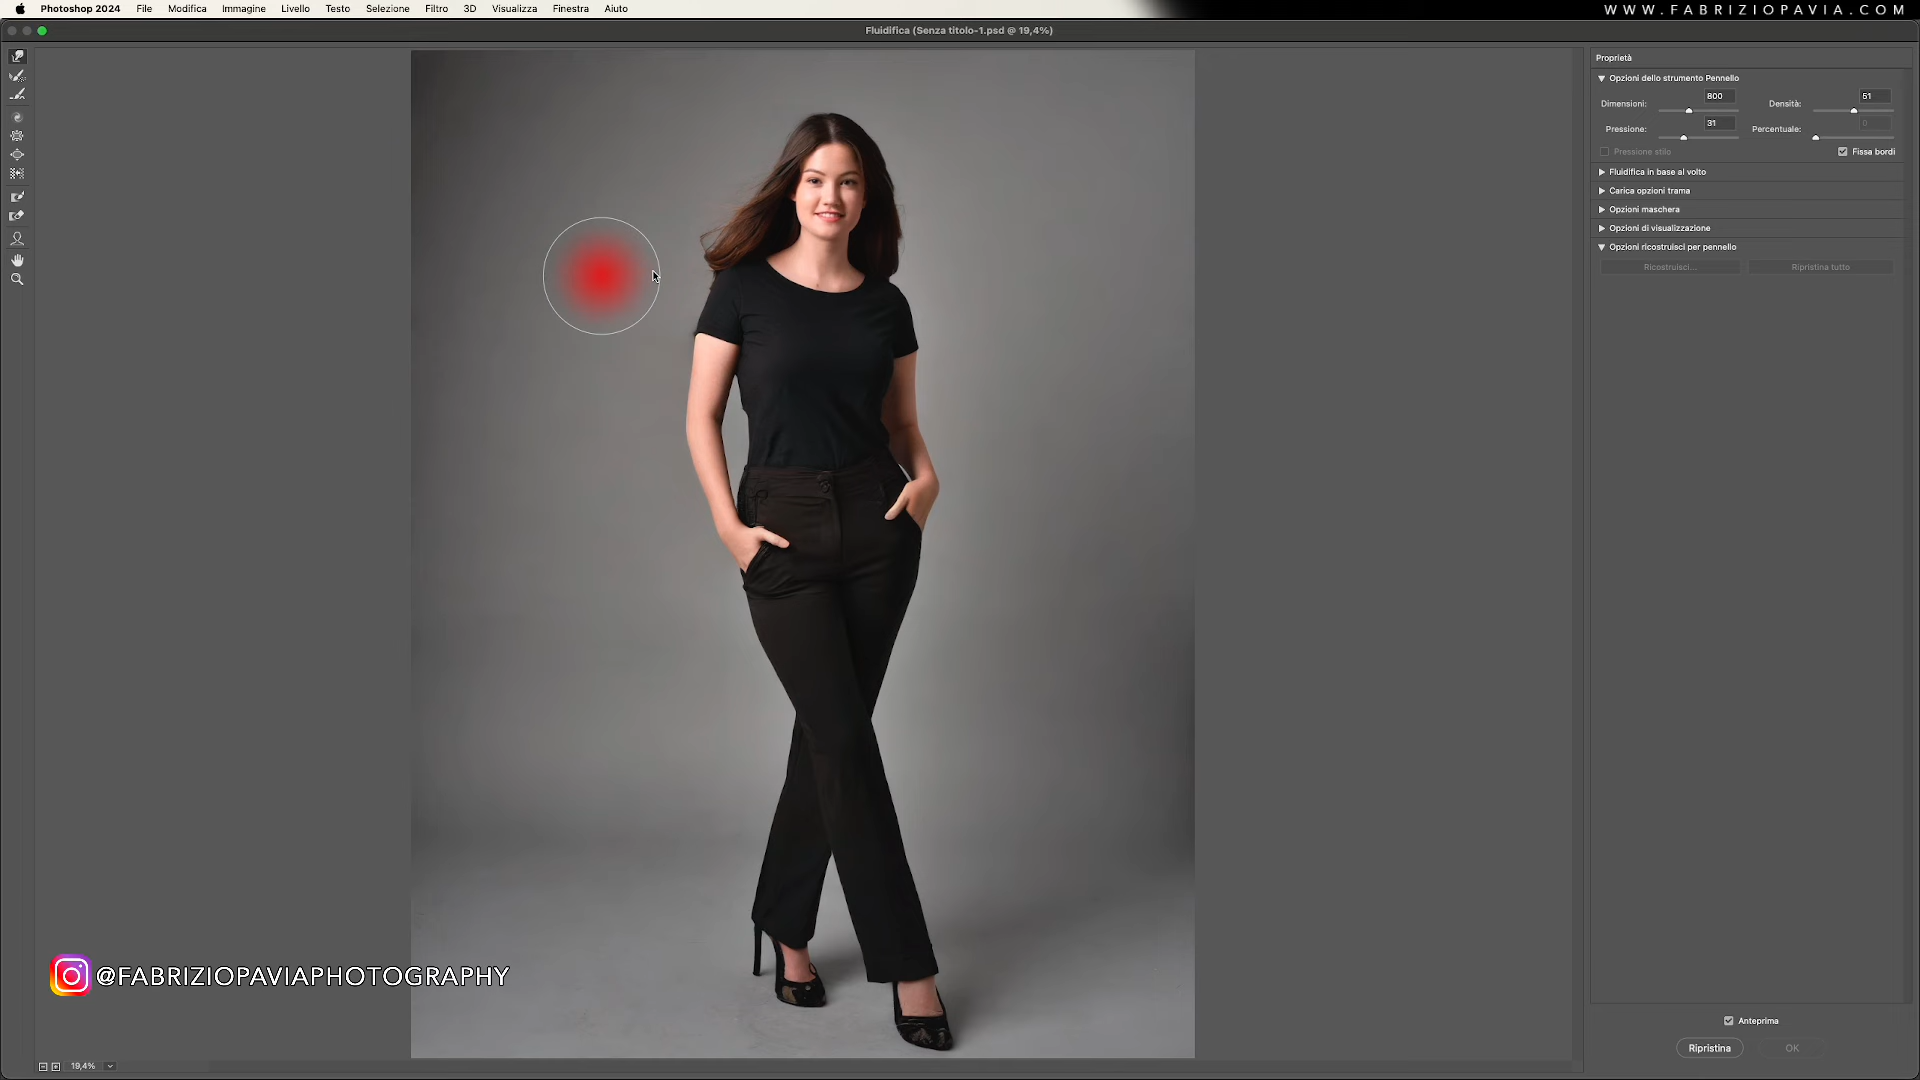 Photoshop 2024 File Modifica Immagine Livello Testo Selezione Filtro 3D Visualizza Finestra Aiuto
WWW.FABRIZIOPAVIA.COM
Fluidifica (Senza titolo-1.psd @ 19,4%)
Proprietà
Opzioni dello strumento Pennello
Dimensioni: 800 Densità: 51
Pressione: 31 Percentuale: 0
Pressione stilo Fissa bordi
Fluidifica in base al volto
Carica opzioni trama
Opzioni maschera
Opzioni di visualizzazione
Opzioni ricostruisci per pennello
Ricostruisci... Ripristina tutto
@FABRIZIOPAVIAPHOTOGRAPHY
Anteprima
Ripristina OK
19,4%